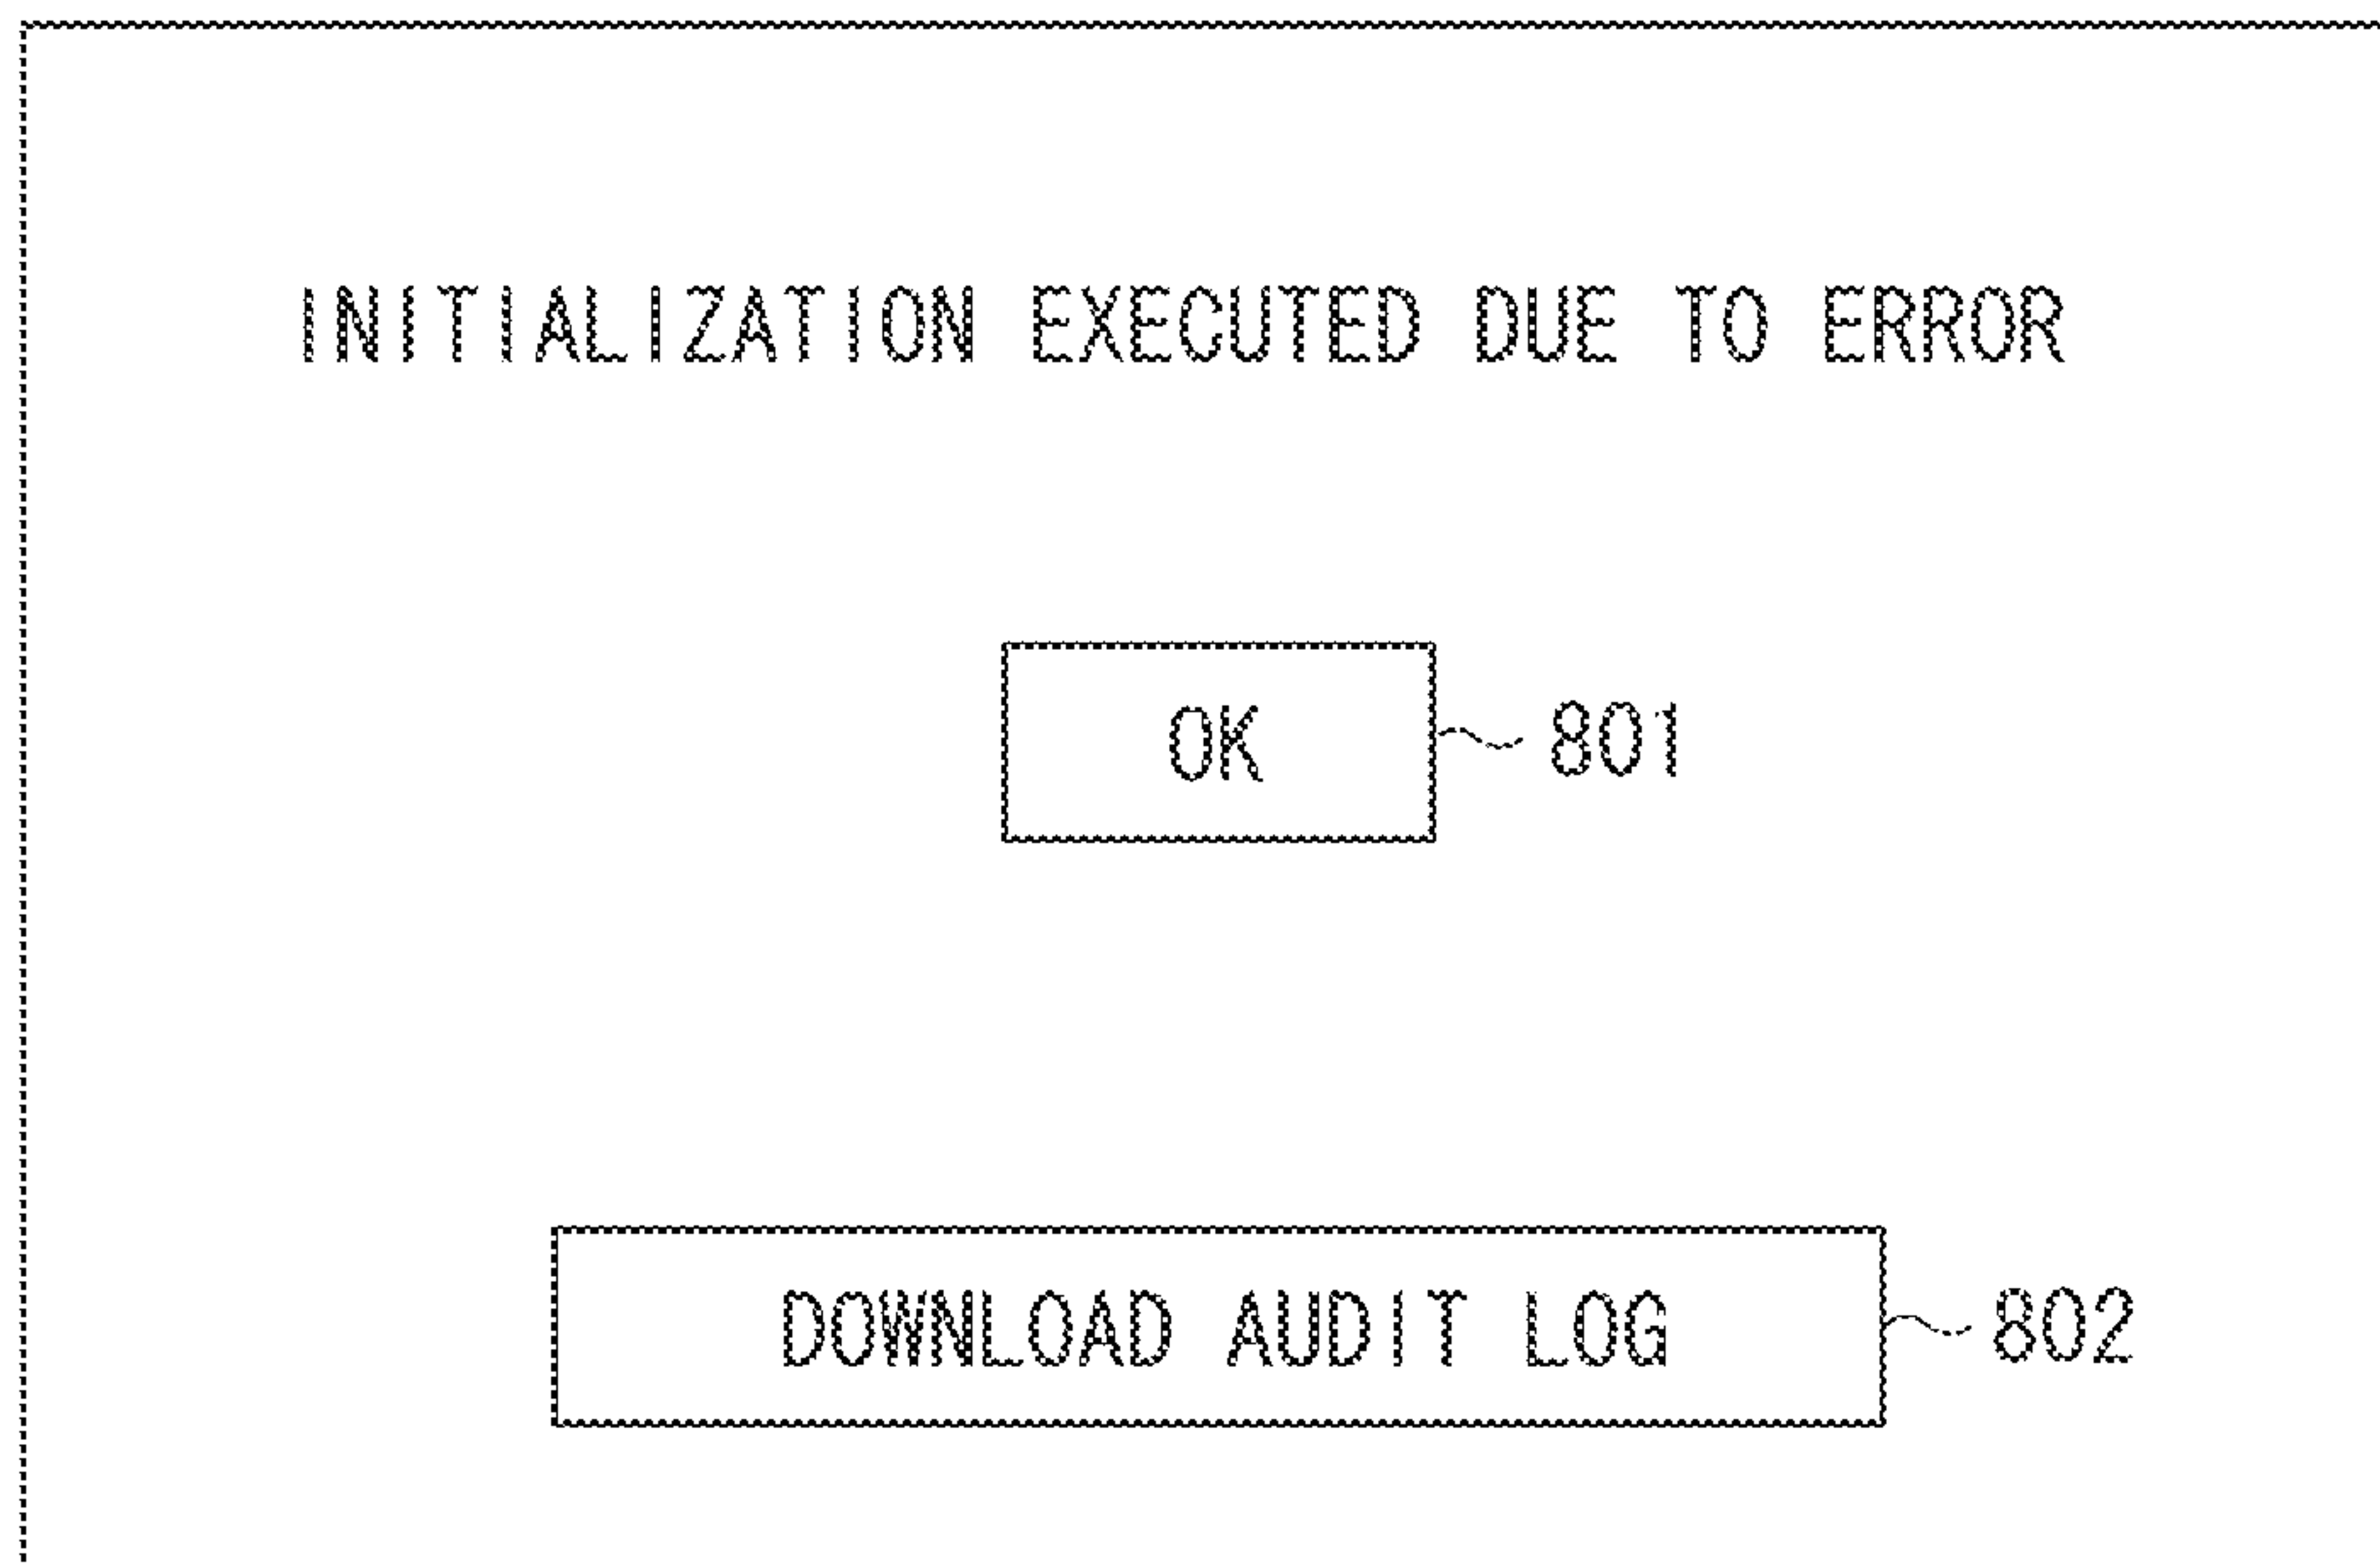 INITIALIZATION EXECUTED DUE TO ERROR
OK 801
DOWNLOAD AUDIT LOG 802